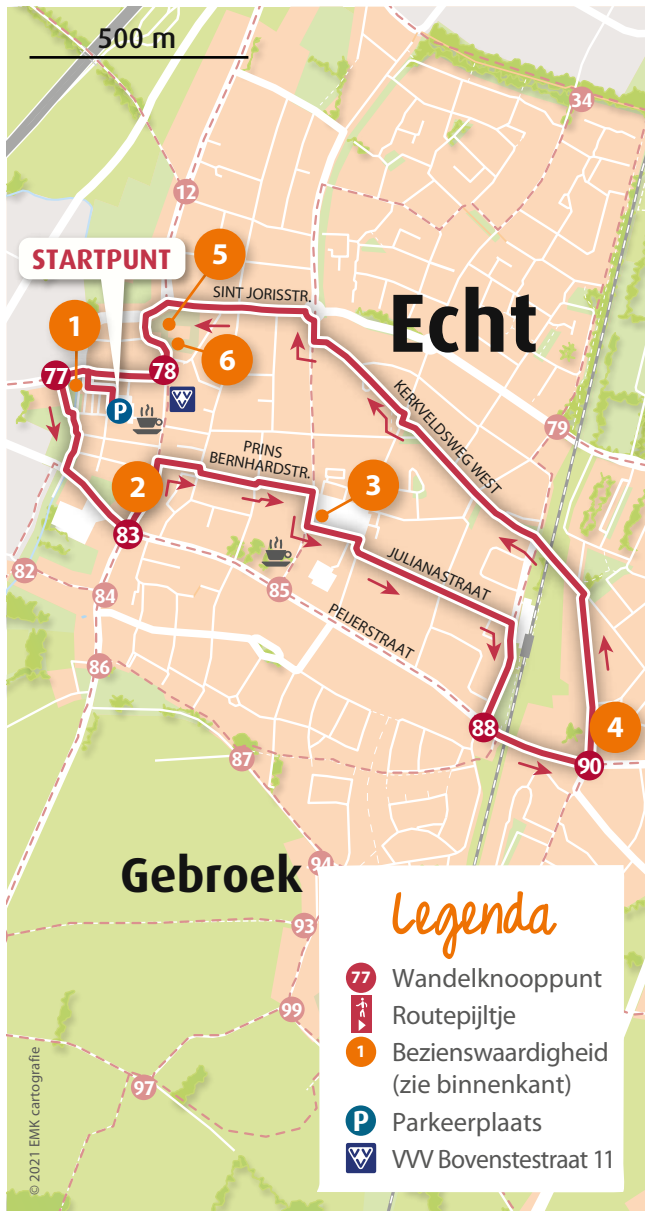 500 m
34
12
STARTPUNT
5
SINT JORISSTR.
Echt
1
6
77
78
P
VVV
KERKVELDSWEG WEST
79
PRINS
BERNHARDSTR.
2
3
83
JULIANASTRAAT
82
84
85
PEIJERSTRAAT
86
88
4
87
90
Gebroek
94
93
99
97
Legenda
77 Wandelknooppunt
Routepijltje
1 Bezienswaardigheid
(zie binnenkant)
P Parkeerplaats
VVV VVV Bovenstestraat 11
© 2021 EMK cartografie